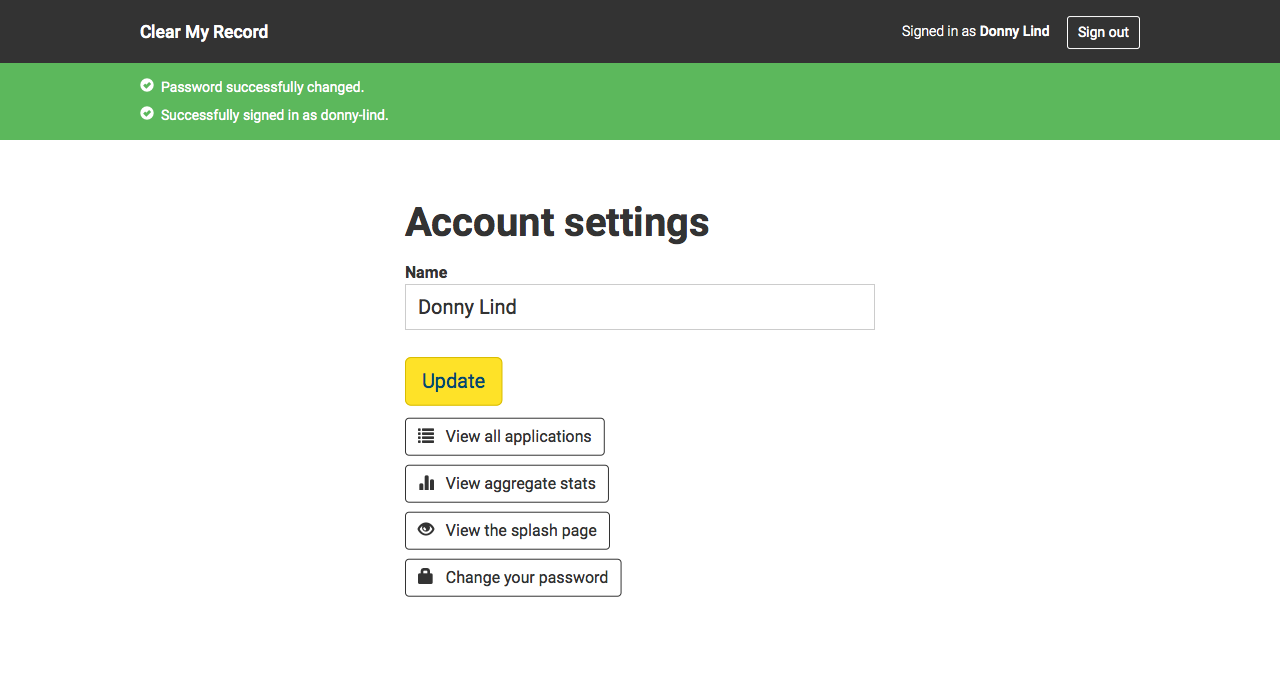 Clear My Record
Signed in as Donny Lind
Sign out
Password successfully changed.
Successfully signed in as donny-lind.
Account settings
Name
Donny Lind
Update
View all applications
View aggregate stats
View the splash page
Change your password